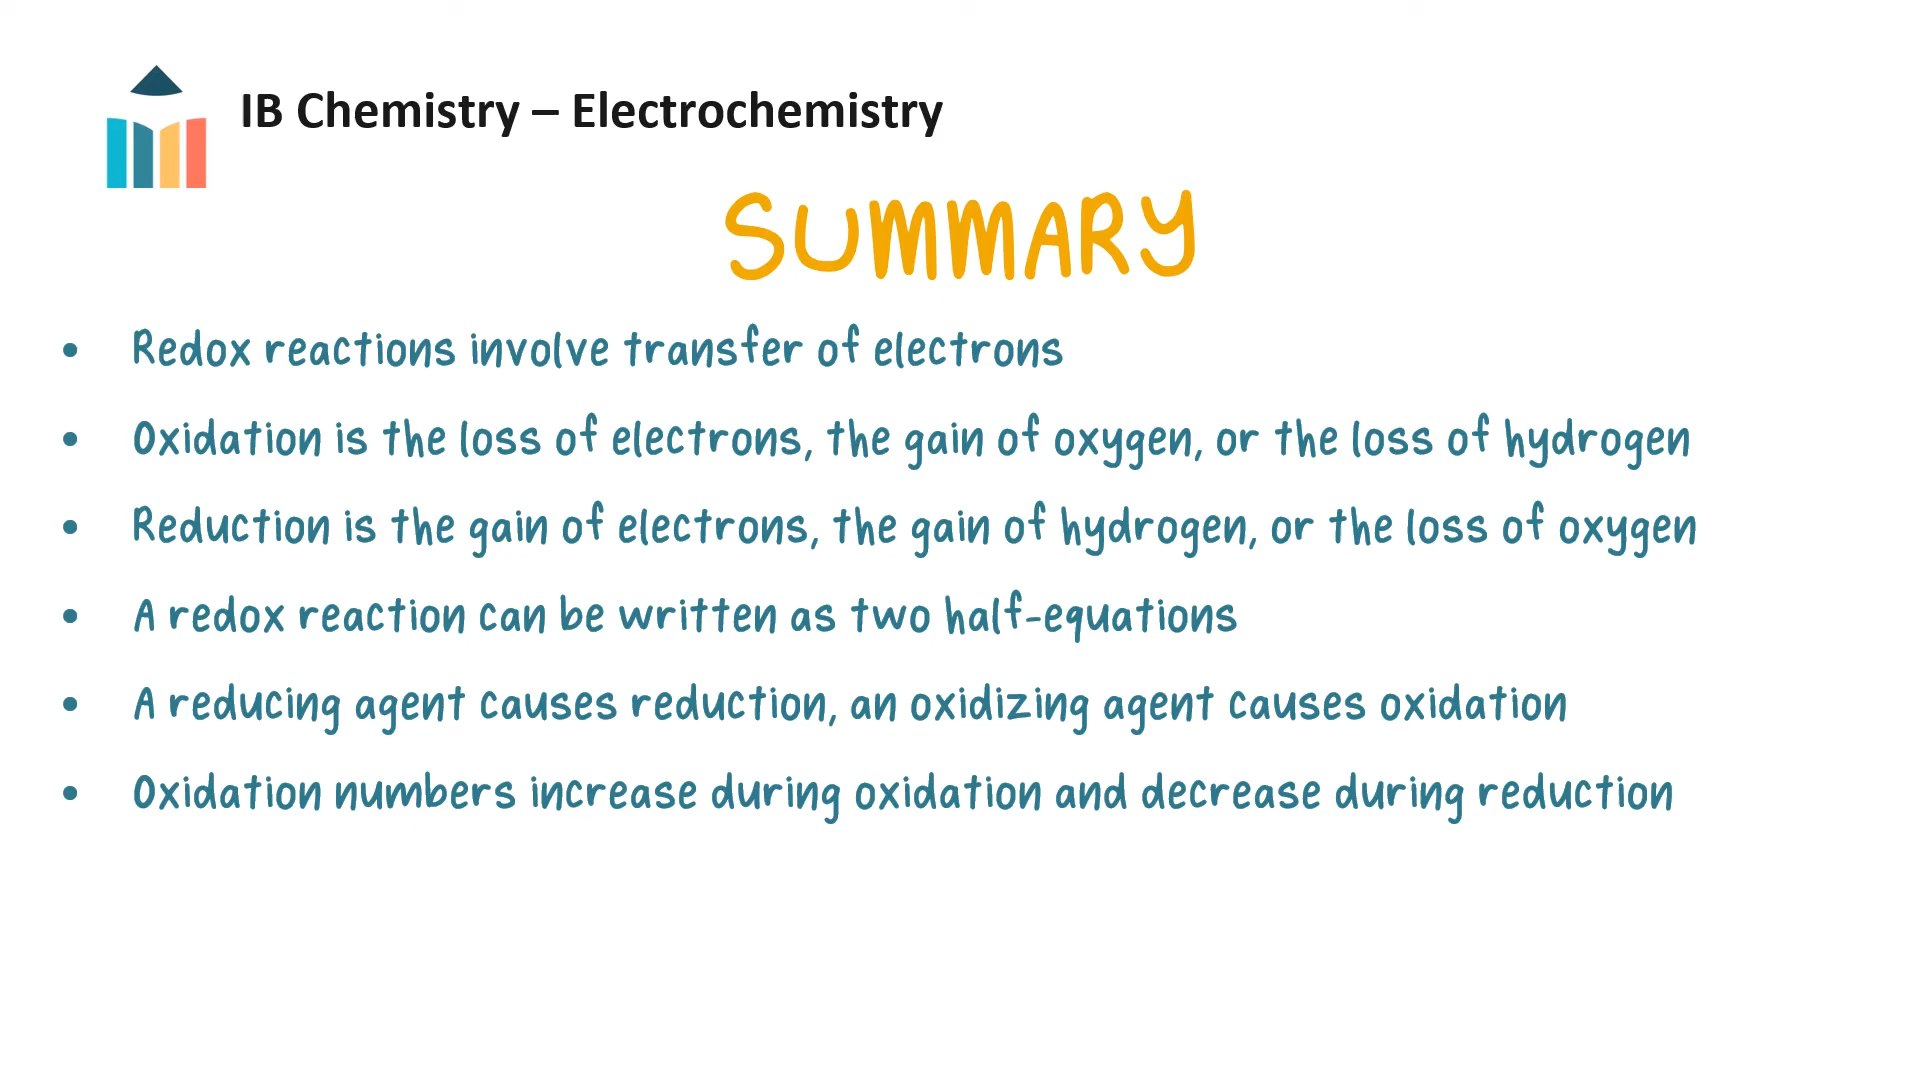 IB Chemistry – Electrochemistry
SUMMARY
• Redox reactions involve transfer of electrons
• Oxidation is the loss of electrons, the gain of oxygen, or the loss of hydrogen
• Reduction is the gain of electrons, the gain of hydrogen, or the loss of oxygen
• A redox reaction can be written as two half-equations
• A reducing agent causes reduction, an oxidizing agent causes oxidation
• Oxidation numbers increase during oxidation and decrease during reduction